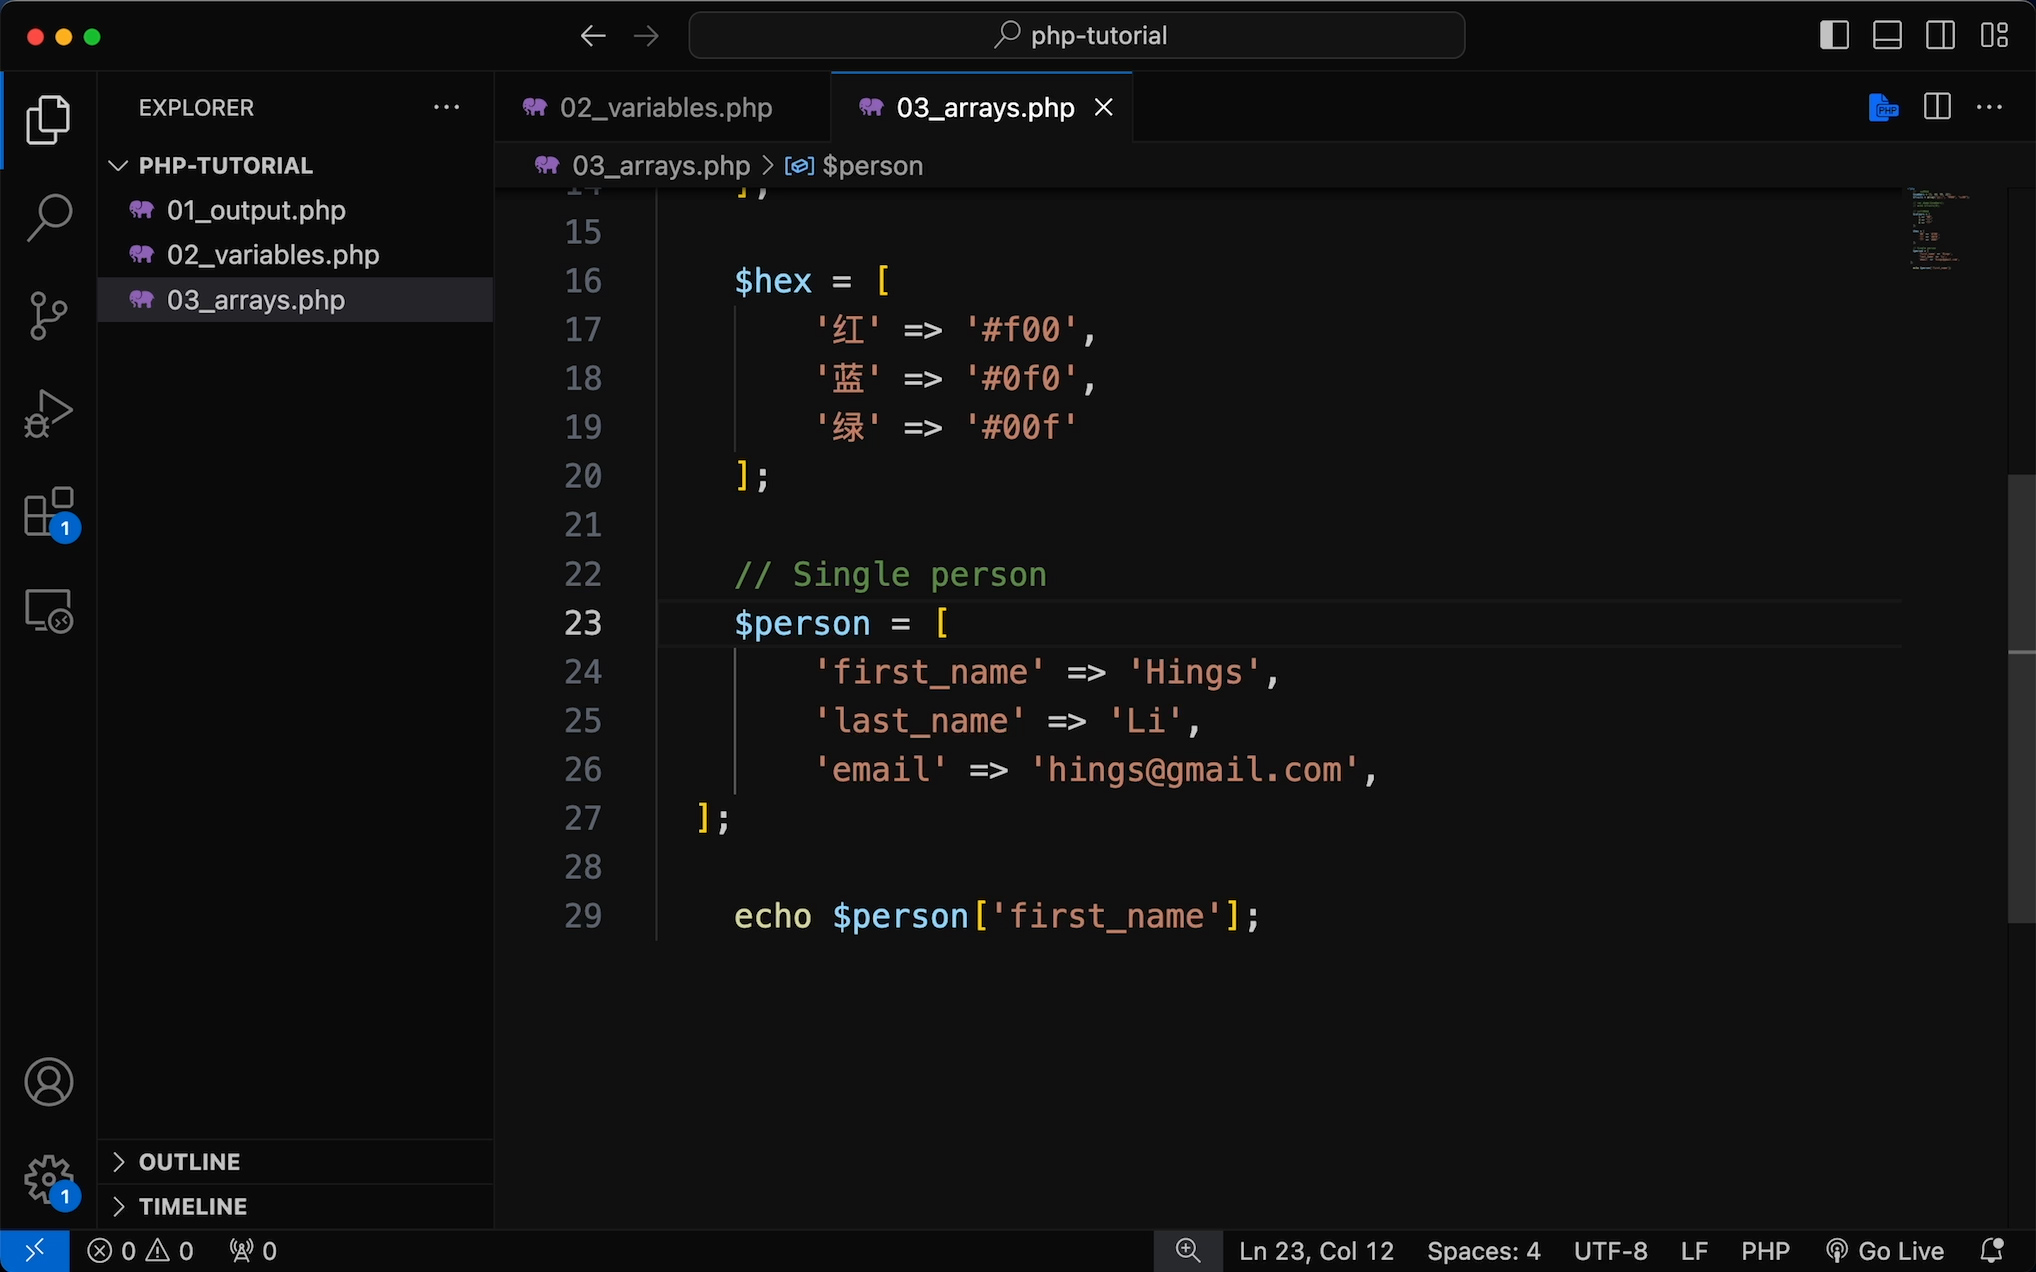 php-tutorial
EXPLORER
PHP-TUTORIAL
01_output.php
02_variables.php
03_arrays.php
1
OUTLINE
TIMELINE
1
02_variables.php
03_arrays.php
03_arrays.php > $person
14 ];
15
16 $hex = [
17 '红' => '#f00',
18 '蓝' => '#0f0',
19 '绿' => '#00f'
20 ];
21
22 // Single person
23 $person = [
24 'first_name' => 'Hings',
25 'last_name' => 'Li',
26 'email' => 'hings@gmail.com',
27 ];
28
29 echo $person['first_name'];
0 0 0 Ln 23, Col 12 Spaces: 4 UTF-8 LF PHP Go Live